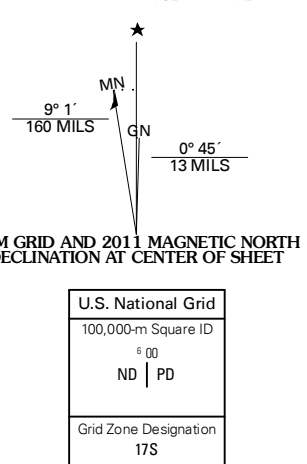 MN
GN
9° 1´
160 MILS
0° 45´
13 MILS
M GRID AND 2011 MAGNETIC NORTH
DECLINATION AT CENTER OF SHEET
U.S. National Grid
100,000-m Square ID
6 00
ND PD
Grid Zone Designation
17S